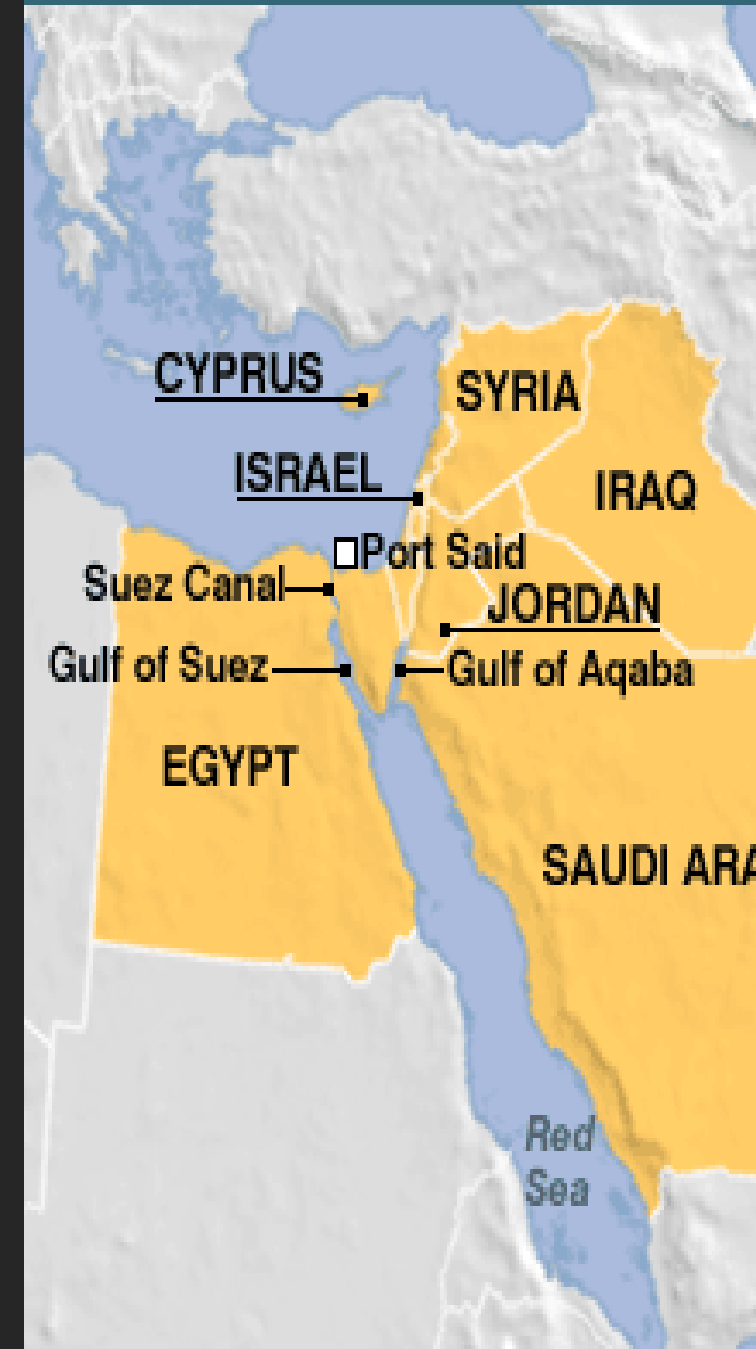 CYPRUS
SYRIA
ISRAEL
IRAQ
Port Said
Suez Canal
JORDAN
Gulf of Suez
Gulf of Aqaba
EGYPT
SAUDI ARA
Red
Sea